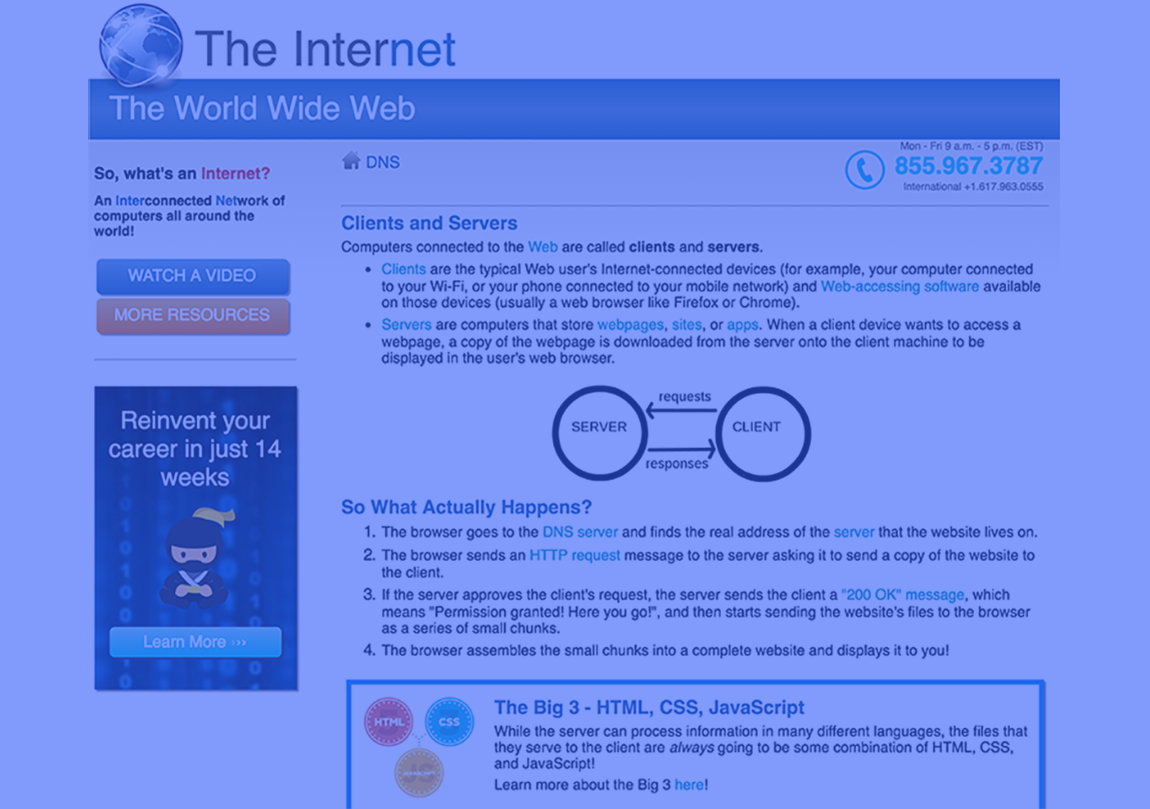 The Internet
The World Wide Web
So, what's an Internet?
An Interconnected Network of
computers all around the
world!
WATCH A VIDEO
MORE RESOURCES
Reinvent your
career in just 14
weeks
Learn More ›››
DNS
Mon - Fri 9 a.m. - 5 p.m. (EST)
855.967.3787
International +1.617.963.0555
Clients and Servers
Computers connected to the Web are called clients and servers.
• Clients are the typical Web user's Internet-connected devices (for example, your computer connected
to your Wi-Fi, or your phone connected to your mobile network) and Web-accessing software available
on those devices (usually a web browser like Firefox or Chrome).
• Servers are computers that store webpages, sites, or apps. When a client device wants to access a
webpage, a copy of the webpage is downloaded from the server onto the client machine to be
displayed in the user's web browser.
requests
SERVER
CLIENT
responses
So What Actually Happens?
1. The browser goes to the DNS server and finds the real address of the server that the website lives on.
2. The browser sends an HTTP request message to the server asking it to send a copy of the website to
the client.
3. If the server approves the client's request, the server sends the client a "200 OK" message, which
means "Permission granted! Here you go!", and then starts sending the website's files to the browser
as a series of small chunks.
4. The browser assembles the small chunks into a complete website and displays it to you!
HTML
CSS
JS
JAVASCRIPT
The Big 3 - HTML, CSS, JavaScript
While the server can process information in many different languages, the files that
they serve to the client are always going to be some combination of HTML, CSS,
and JavaScript!
Learn more about the Big 3 here!